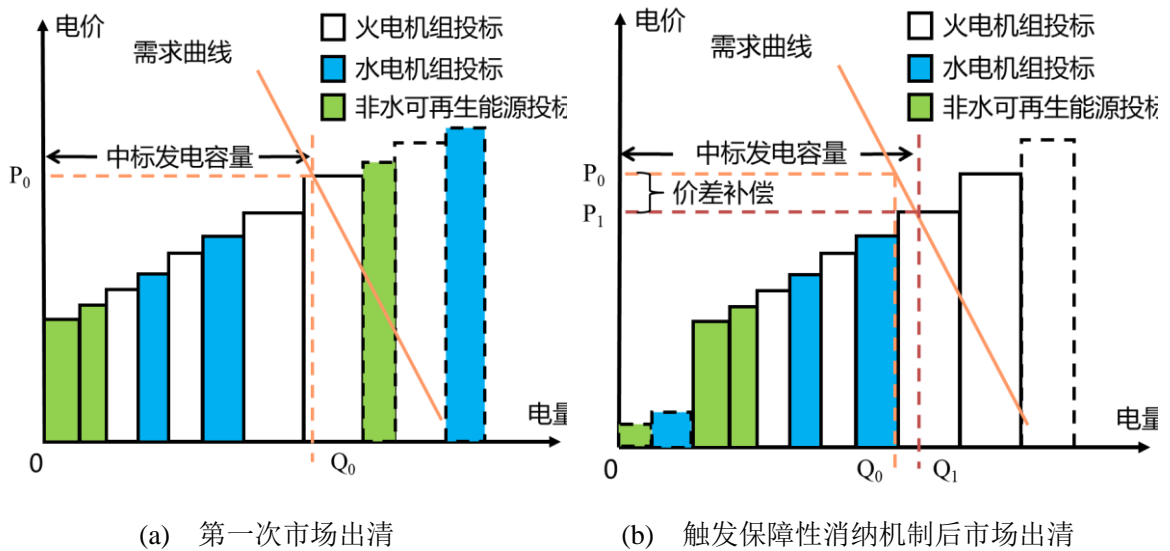 电价
需求曲线
火电机组投标
水电机组投标
非水可再生能源投标
中标发电容量
P₀
电量
0
Q₀
(a) 第一次市场出清
电价
需求曲线
火电机组投标
水电机组投标
非水可再生能源投标
中标发电容量
P₀
价差补偿
P₁
电量
0
Q₀
Q₁
(b) 触发保障性消纳机制后市场出清